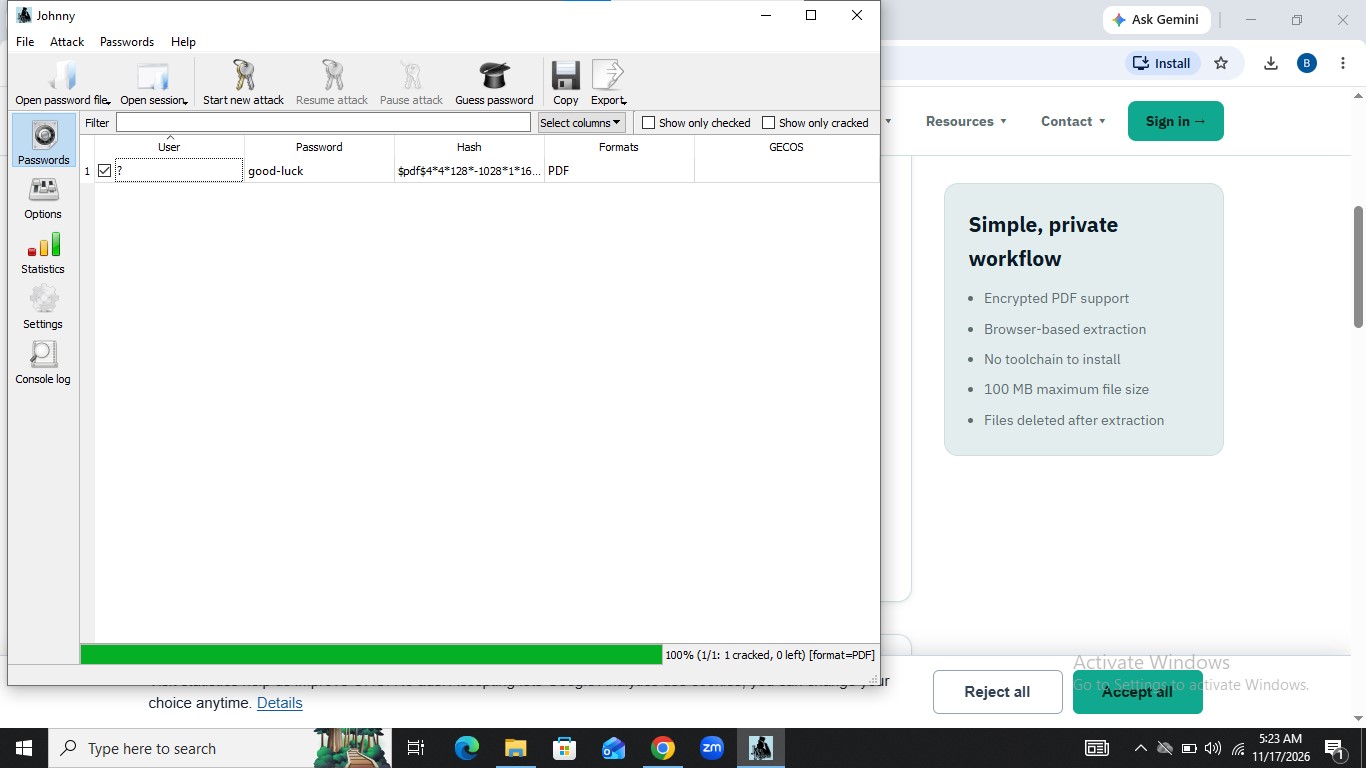 Johnny
File Attack Passwords Help
Open password file Open session Start new attack Resume attack Pause attack Guess password Copy Export
Filter Select columns Show only checked Show only cracked
User Password Hash Formats GECOS
1 ? good-luck $pdf$4*4*128*-1028*1*16... PDF
Passwords
Options
Statistics
Settings
Console log
100% (1/1: 1 cracked, 0 left) [format=PDF]
Ask Gemini
Install
B
Resources Contact Sign in →
Simple, private
workflow
• Encrypted PDF support
• Browser-based extraction
• No toolchain to install
• 100 MB maximum file size
• Files deleted after extraction
choice anytime. Details
Reject all Accept all
Activate Windows
Go to Settings to activate Windows.
Type here to search
zm
5:23 AM
11/17/2026
1